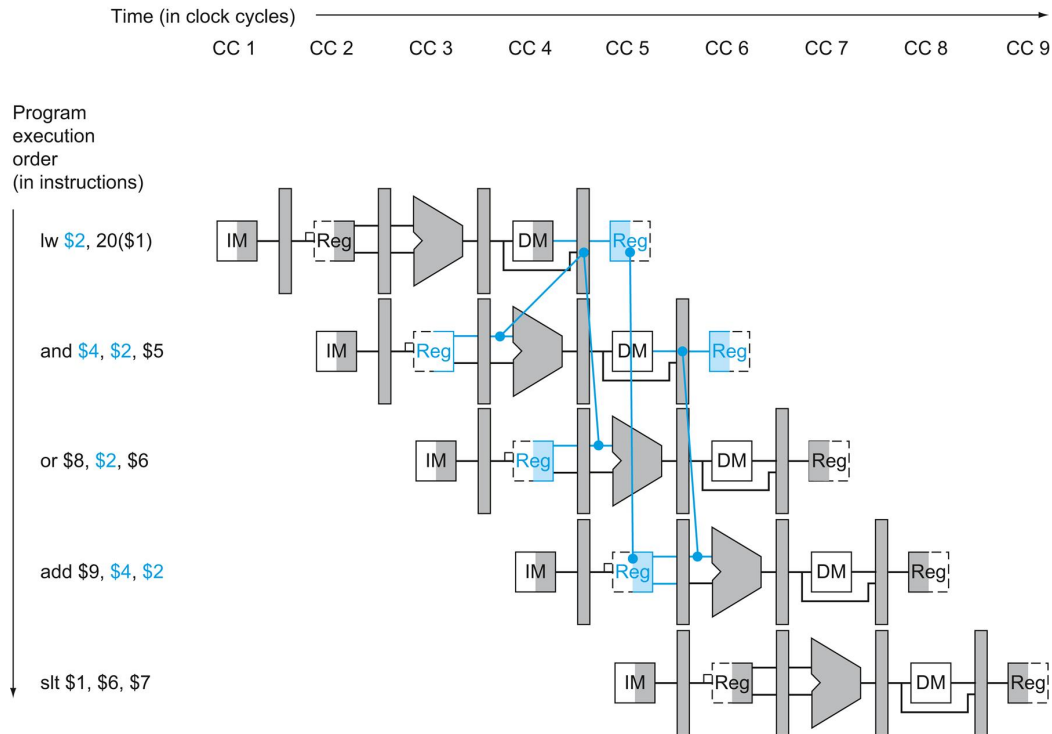 Time (in clock cycles)
CC 1 CC 2 CC 3 CC 4 CC 5 CC 6 CC 7 CC 8 CC 9
Program
execution
order
(in instructions)
lw $2, 20($1) IM Reg DM Reg
and $4, $2, $5 IM Reg DM Reg
or $8, $2, $6 IM Reg DM Reg
add $9, $4, $2 IM Reg DM Reg
slt $1, $6, $7 IM Reg DM Reg